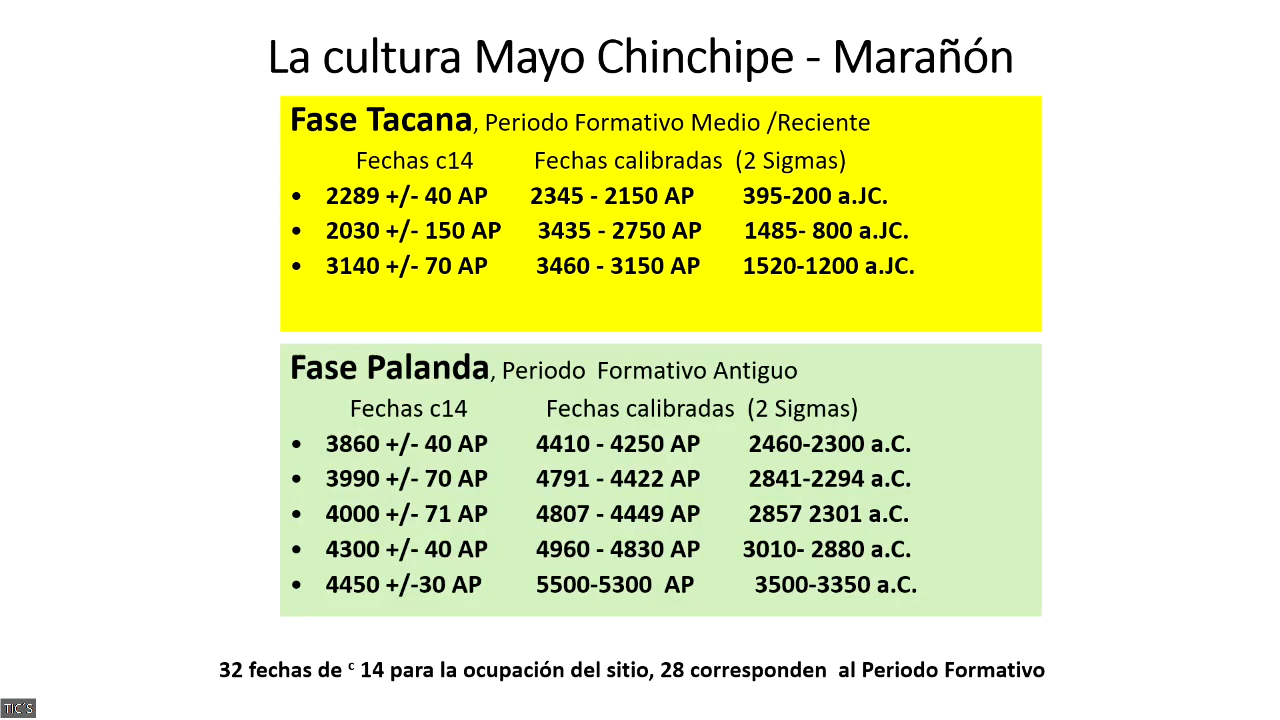 La cultura Mayo Chinchipe - Marañón
Fase Tacana, Periodo Formativo Medio /Reciente
Fechas c14 Fechas calibradas (2 Sigmas)
• 2289 +/- 40 AP 2345 - 2150 AP 395-200 a.JC.
• 2030 +/- 150 AP 3435 - 2750 AP 1485- 800 a.JC.
• 3140 +/- 70 AP 3460 - 3150 AP 1520-1200 a.JC.
Fase Palanda, Periodo Formativo Antiguo
Fechas c14 Fechas calibradas (2 Sigmas)
• 3860 +/- 40 AP 4410 - 4250 AP 2460-2300 a.C.
• 3990 +/- 70 AP 4791 - 4422 AP 2841-2294 a.C.
• 4000 +/- 71 AP 4807 - 4449 AP 2857 2301 a.C.
• 4300 +/- 40 AP 4960 - 4830 AP 3010- 2880 a.C.
• 4450 +/-30 AP 5500-5300 AP 3500-3350 a.C.
32 fechas de c 14 para la ocupación del sitio, 28 corresponden al Periodo Formativo
TIC´S